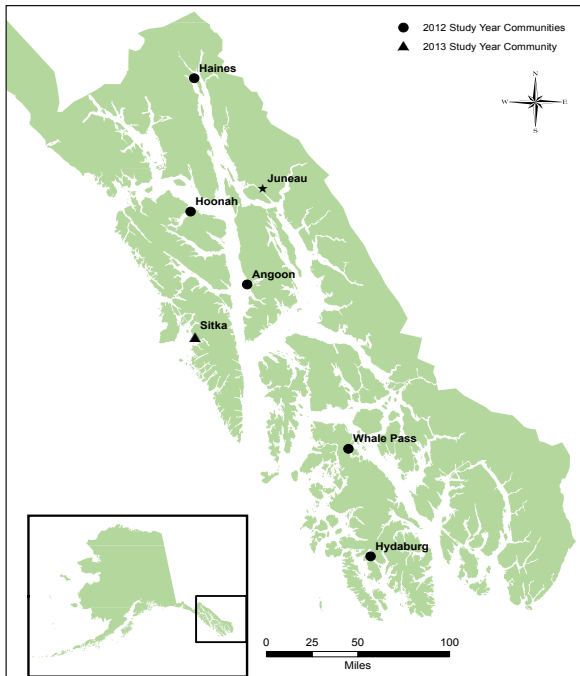 2012 Study Year Communities
2013 Study Year Community
N
W E
S
Haines
Juneau
Hoonah
Angoon
Sitka
Whale Pass
Hydaburg
0 25 50 100
Miles